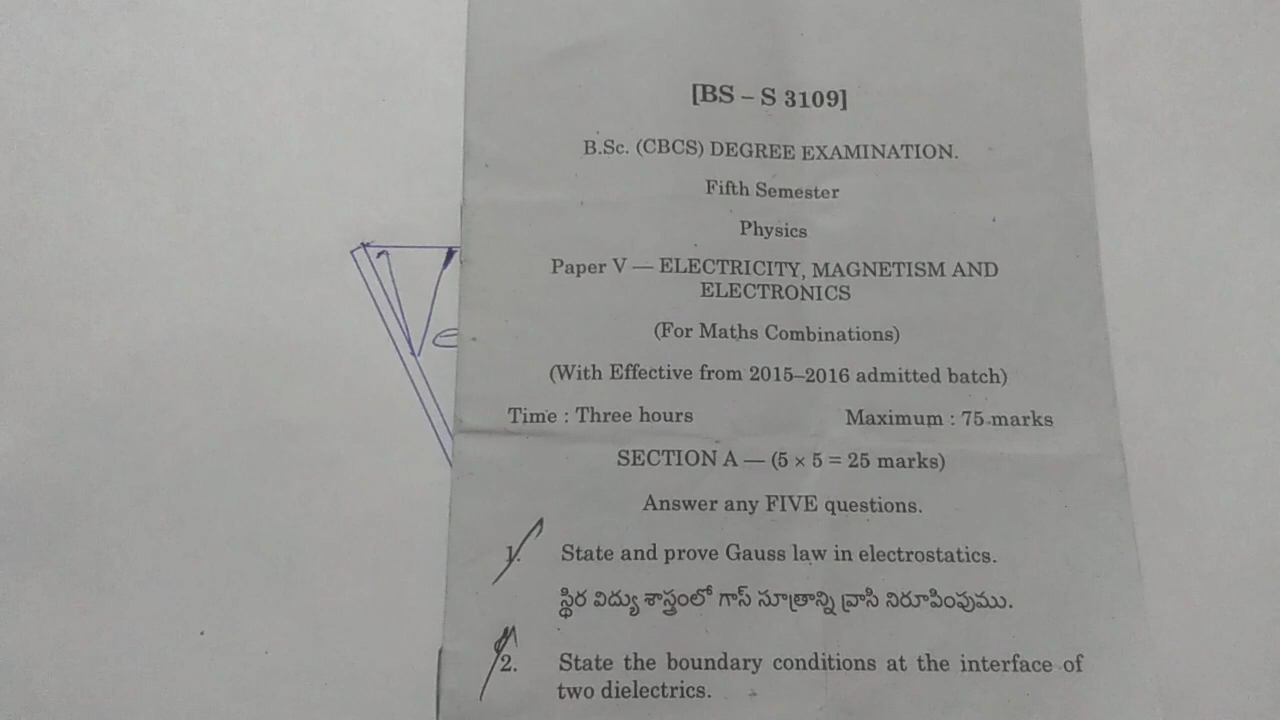 [BS – S 3109]
B.Sc. (CBCS) DEGREE EXAMINATION.
Fifth Semester
Physics
Paper V — ELECTRICITY, MAGNETISM AND
ELECTRONICS
(For Maths Combinations)
(With Effective from 2015–2016 admitted batch)
Time : Three hours Maximum : 75 marks
SECTION A — (5 × 5 = 25 marks)
Answer any FIVE questions.
1. State and prove Gauss law in electrostatics.
స్థిర విద్యు శాస్త్రంలో గాస్ సూత్రాన్ని వ్రాసి నిరూపింపుము.
2. State the boundary conditions at the interface of
two dielectrics.